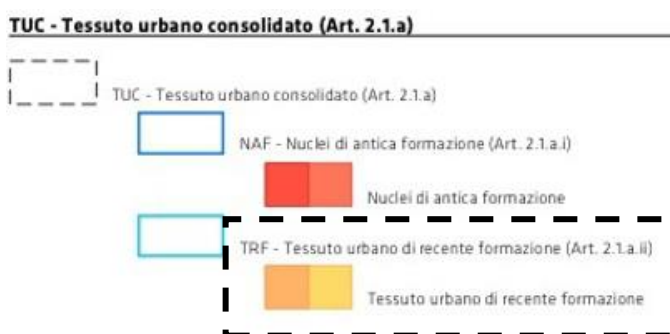 TUC - Tessuto urbano consolidato (Art. 2.1.a)
TUC - Tessuto urbano consolidato (Art. 2.1.a)
NAF - Nuclei di antica formazione (Art. 2.1.a.i)
Nuclei di antica formazione
TRF - Tessuto urbano di recente formazione (Art. 2.1.a.ii)
Tessuto urbano di recente formazione